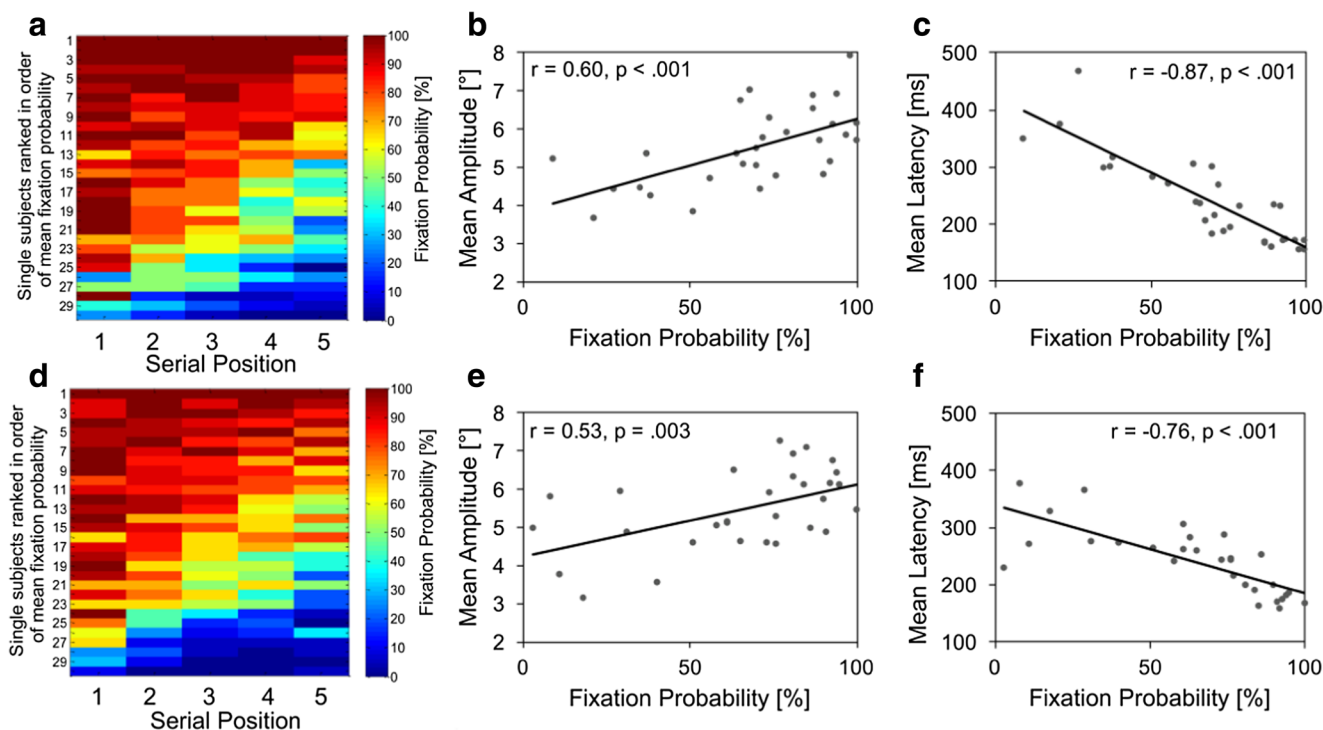 a
Single subjects ranked in order
of mean fixation probability
1
3
5
7
9
11
13
15
17
19
21
23
25
27
29
1 2 3 4 5
Serial Position
100
90
80
70
60
50
40
30
20
10
0
Fixation Probability [%]
b
r = 0.60, p < .001
Mean Amplitude [°]
8
7
6
5
4
3
2
0 50 100
Fixation Probability [%]
c
r = -0.87, p < .001
Mean Latency [ms]
500
400
300
200
100
0 50 100
Fixation Probability [%]
d
Single subjects ranked in order
of mean fixation probability
1
3
5
7
9
11
13
15
17
19
21
23
25
27
29
1 2 3 4 5
Serial Position
100
90
80
70
60
50
40
30
20
10
0
Fixation Probability [%]
e
r = 0.53, p = .003
Mean Amplitude [°]
8
7
6
5
4
3
2
0 50 100
Fixation Probability [%]
f
r = -0.76, p < .001
Mean Latency [ms]
500
400
300
200
100
0 50 100
Fixation Probability [%]